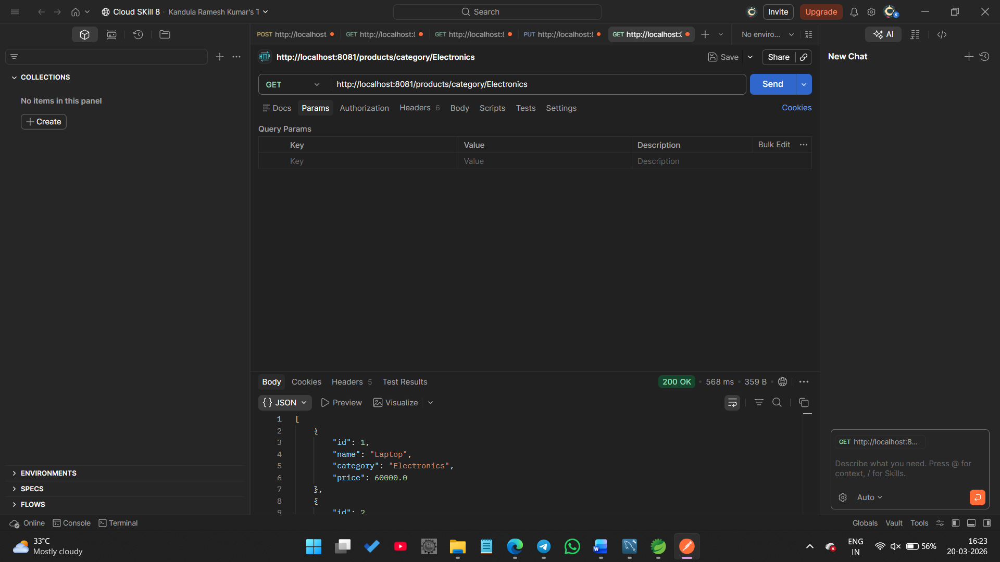 Cloud SKill 8 · Kandula Ramesh Kumar's T
Search
Invite
Upgrade
POST http://localhost
GET http://localhost:8
GET http://localhost:8
PUT http://localhost:8
GET http://localhost:8
No enviro...
AI
HTTP http://localhost:8081/products/category/Electronics
Save
Share
New Chat
COLLECTIONS
No items in this panel
Create
GET http://localhost:8081/products/category/Electronics
Send
Docs Params Authorization Headers 6 Body Scripts Tests Settings
Cookies
Query Params
Key Value Description Bulk Edit
Key Value Description
Body Cookies Headers 5 Test Results
200 OK • 568 ms • 359 B
{ } JSON Preview Visualize
1 [
2 {
3 "id": 1,
4 "name": "Laptop",
5 "category": "Electronics",
6 "price": 60000.0
7 },
8 {
9 "id": 2
GET http://localhost:8...
Describe what you need. Press @ for
context, / for Skills.
Auto
ENVIRONMENTS
SPECS
FLOWS
Online Console Terminal
Globals Vault Tools
33°C
Mostly cloudy
ENG
IN
56%
16:23
20-03-2026